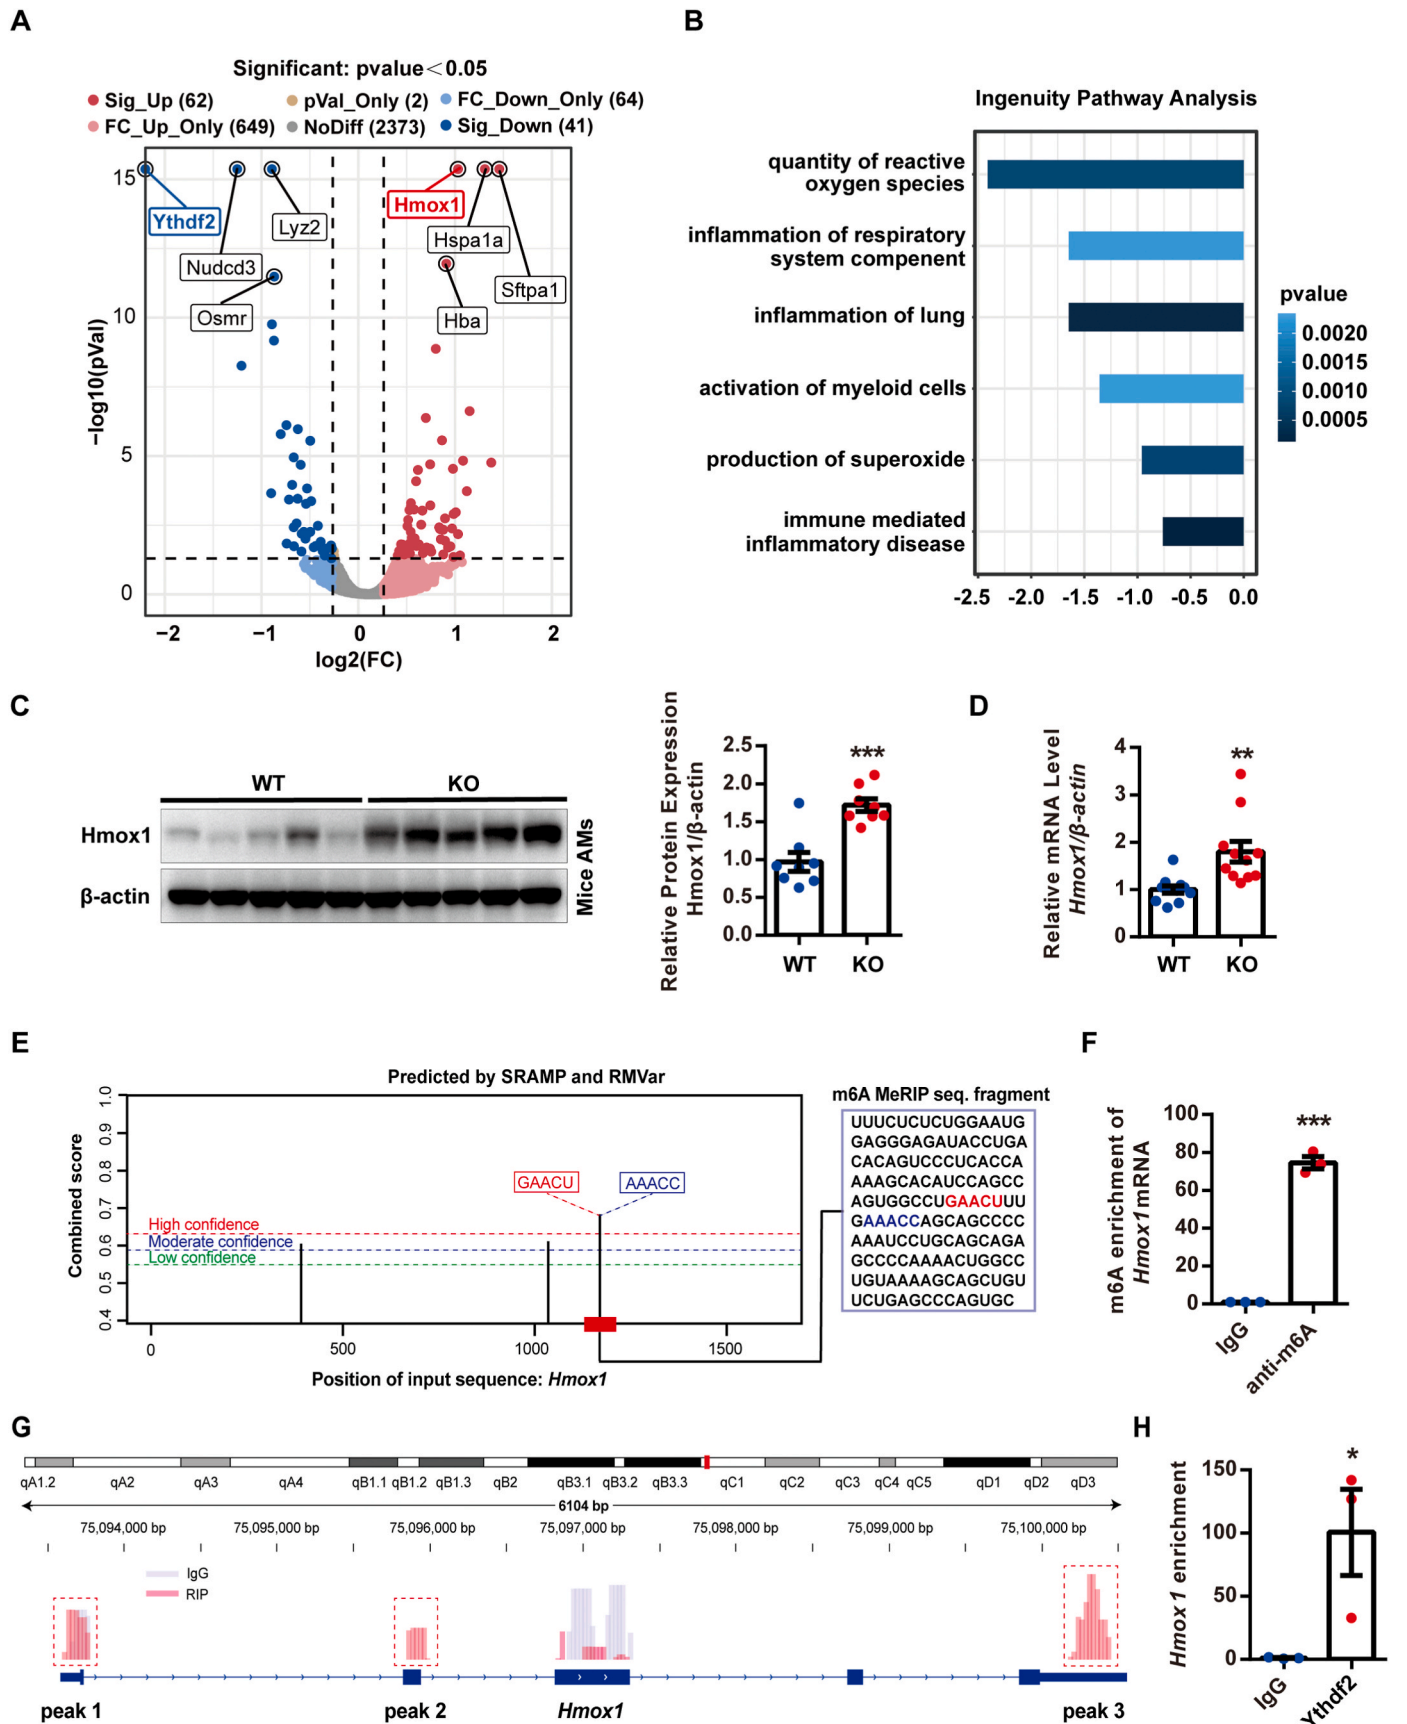 A
Significant: pvalue<0.05
Sig_Up (62)
pVal_Only (2)
FC_Down_Only (64)
FC_Up_Only (649)
NoDiff (2373)
Sig_Down (41)
15
10
5
0
−log10(pVal)
Ythdf2
Nudcd3
Lyz2
Osmr
Hmox1
Hspa1a
Sftpa1
Hba
−2
−1
0
1
2
log2(FC)
B
Ingenuity Pathway Analysis
quantity of reactive
oxygen species
inflammation of respiratory
system compenent
inflammation of lung
activation of myeloid cells
production of superoxide
immune mediated
inflammatory disease
-2.5
-2.0
-1.5
-1.0
-0.5
0.0
pvalue
0.0020
0.0015
0.0010
0.0005
C
WT
KO
Hmox1
β-actin
Mice AMs
Relative Protein Expression
Hmox1/β-actin
2.5
2.0
1.5
1.0
0.5
0.0
***
WT
KO
D
Relative mRNA Level
Hmox1/β-actin
4
3
2
1
0
**
WT
KO
E
Predicted by SRAMP and RMVar
Combined score
1.0
0.9
0.8
0.7
0.6
0.5
0.4
GAACU
AAACC
High confidence
Moderate confidence
Low confidence
0
500
1000
1500
Position of input sequence: Hmox1
m6A MeRIP seq. fragment
UUUCUCUCUGGAAUG
GAGGGAGAUACCUGA
CACAGUCCCUCACCA
AAAGCACAUCCAGCC
AGUGGCCUGAACUUU
GAAACCAGCAGCCCC
AAAUCCUGCAGCAGA
GCCCCAAAACUGGCC
UGUAAAAGCAGCUGU
UCUGAGCCCAGUGC
F
m6A enrichment of
Hmox1mRNA
100
80
60
40
20
0
***
IgG
anti-m6A
G
qA1.2
qA2
qA3
qA4
qB1.1
qB1.2
qB1.3
qB2
qB3.1
qB3.2
qB3.3
qC1
qC2
qC3
qC4
qC5
qD1
qD2
qD3
6104 bp
75,094,000 bp
75,095,000 bp
75,096,000 bp
75,097,000 bp
75,098,000 bp
75,099,000 bp
75,100,000 bp
IgG
RIP
peak 1
peak 2
Hmox1
peak 3
H
Hmox1 enrichment
150
100
50
0
*
IgG
Ythdf2